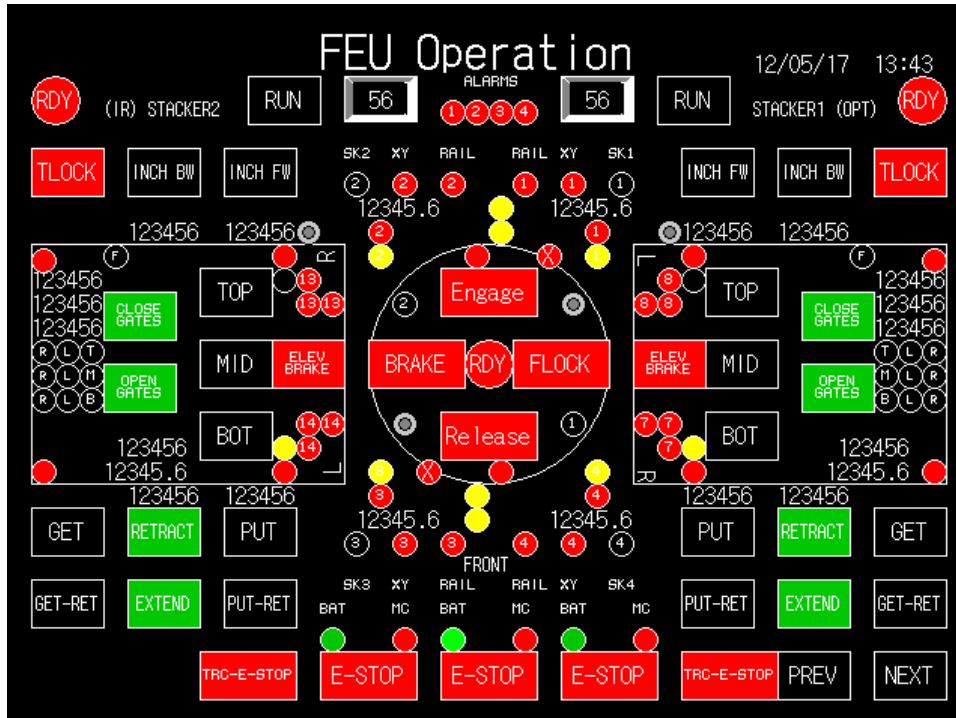 FEU Operation
12/05/17 13:43
ALARMS
RDY (IR) STACKER2 RUN 56 1 2 3 4 56 RUN STACKER1 (OPT) RDY
SK2 XY RAIL RAIL XY SK1
TLOCK INCH BW INCH FW 2 2 2 1 1 1 INCH FW INCH BW TLOCK
12345.6 12345.6
123456 123456 2 1 123456 123456
F R 2 X 1 L F
123456 TOP 13 Engage 8 TOP 123456
123456 CLOSE GATES 13 13 2 8 8 CLOSE GATES 123456
123456 123456
R L T T L R
R L M MID ELEV BRAKE BRAKE RDY FLOCK ELEV BRAKE MID M L R
R L B OPEN GATES OPEN GATES B L R
BOT 14 14 Release 1 7 7 BOT
123456 14 7 123456
12345.6 L 3 X 4 R 12345.6
123456 123456 3 4 123456 123456
GET RETRACT PUT 12345.6 12345.6 PUT RETRACT GET
3 3 3 4 4 4
FRONT
SK3 XY RAIL RAIL XY SK4
GET-RET EXTEND PUT-RET BAT MC BAT MC BAT MC PUT-RET EXTEND GET-RET
TRC-E-STOP E-STOP E-STOP E-STOP TRC-E-STOP PREV NEXT